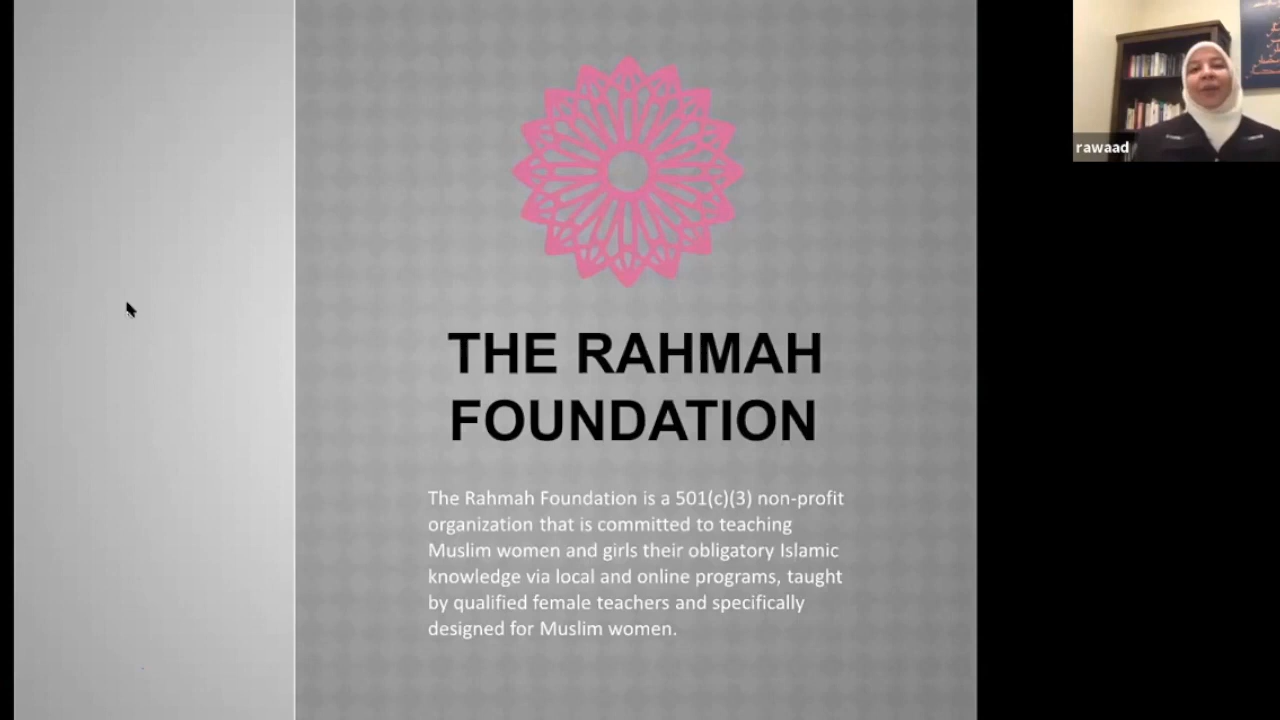 THE RAHMAH
FOUNDATION
The Rahmah Foundation is a 501(c)(3) non-profit
organization that is committed to teaching
Muslim women and girls their obligatory Islamic
knowledge via local and online programs, taught
by qualified female teachers and specifically
designed for Muslim women.
rawaad